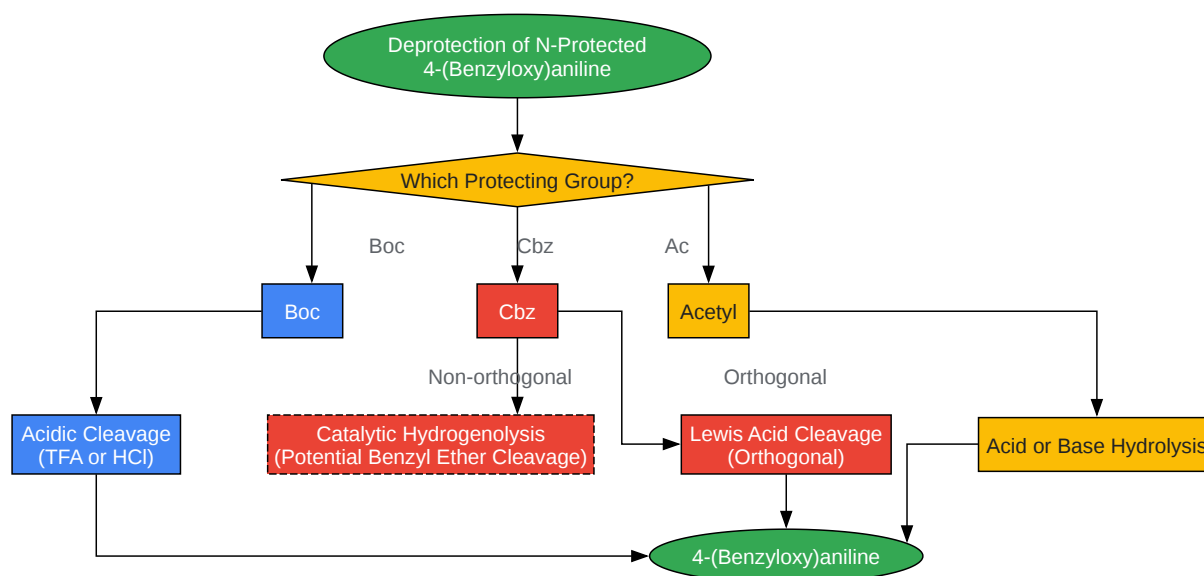 Deprotection of N-Protected
4-(Benzyloxy)aniline
Which Protecting Group?
Boc
Cbz
Ac
Boc
Cbz
Acetyl
Non-orthogonal
Orthogonal
Acidic Cleavage
(TFA or HCl)
Catalytic Hydrogenolysis
(Potential Benzyl Ether Cleavage)
Lewis Acid Cleavage
(Orthogonal)
Acid or Base Hydrolysis
4-(Benzyloxy)aniline